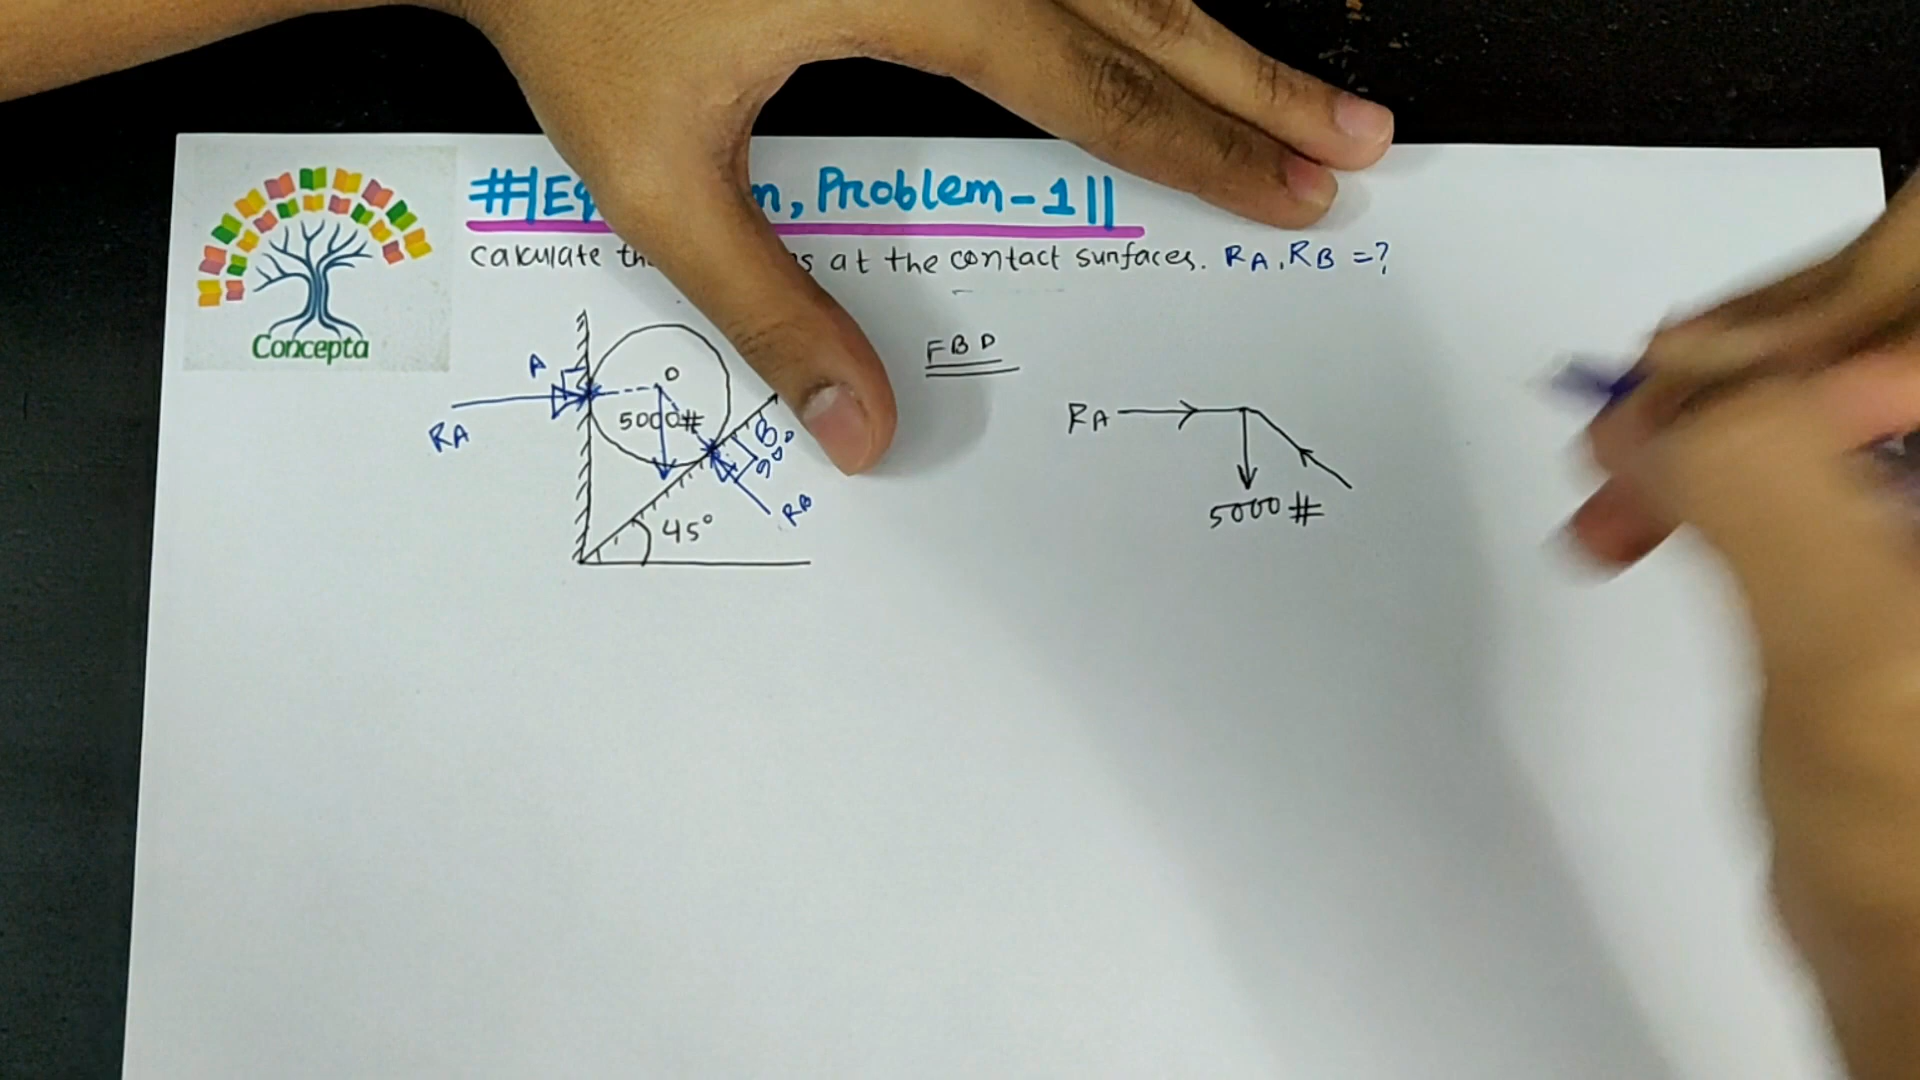 #|Eq m, Problem-1||
calculate th s at the contact surfaces. RA, RB =?
Concepta
A
RA
O
5000#
B
90°
RB
45°
FBD
RA
5000#